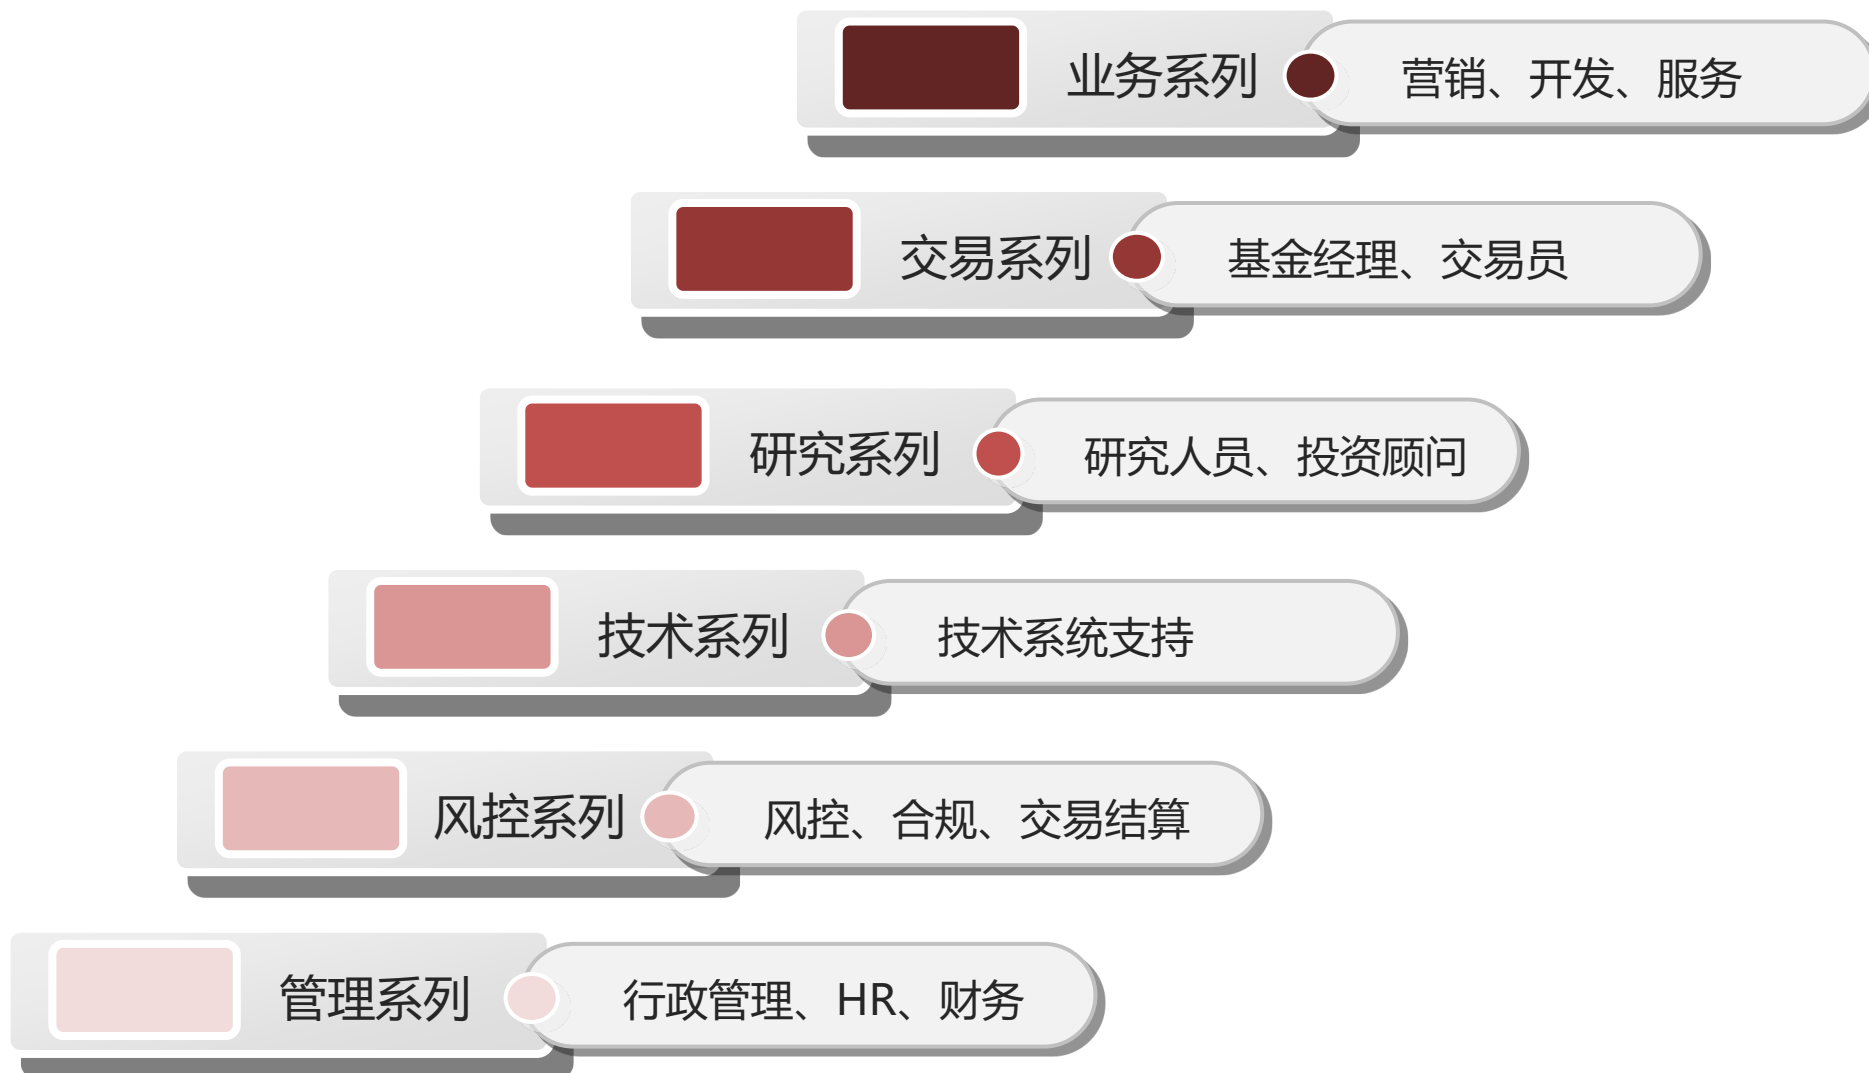 业务系列 营销、开发、服务
交易系列 基金经理、交易员
研究系列 研究人员、投资顾问
技术系列 技术系统支持
风控系列 风控、合规、交易结算
管理系列 行政管理、HR、财务